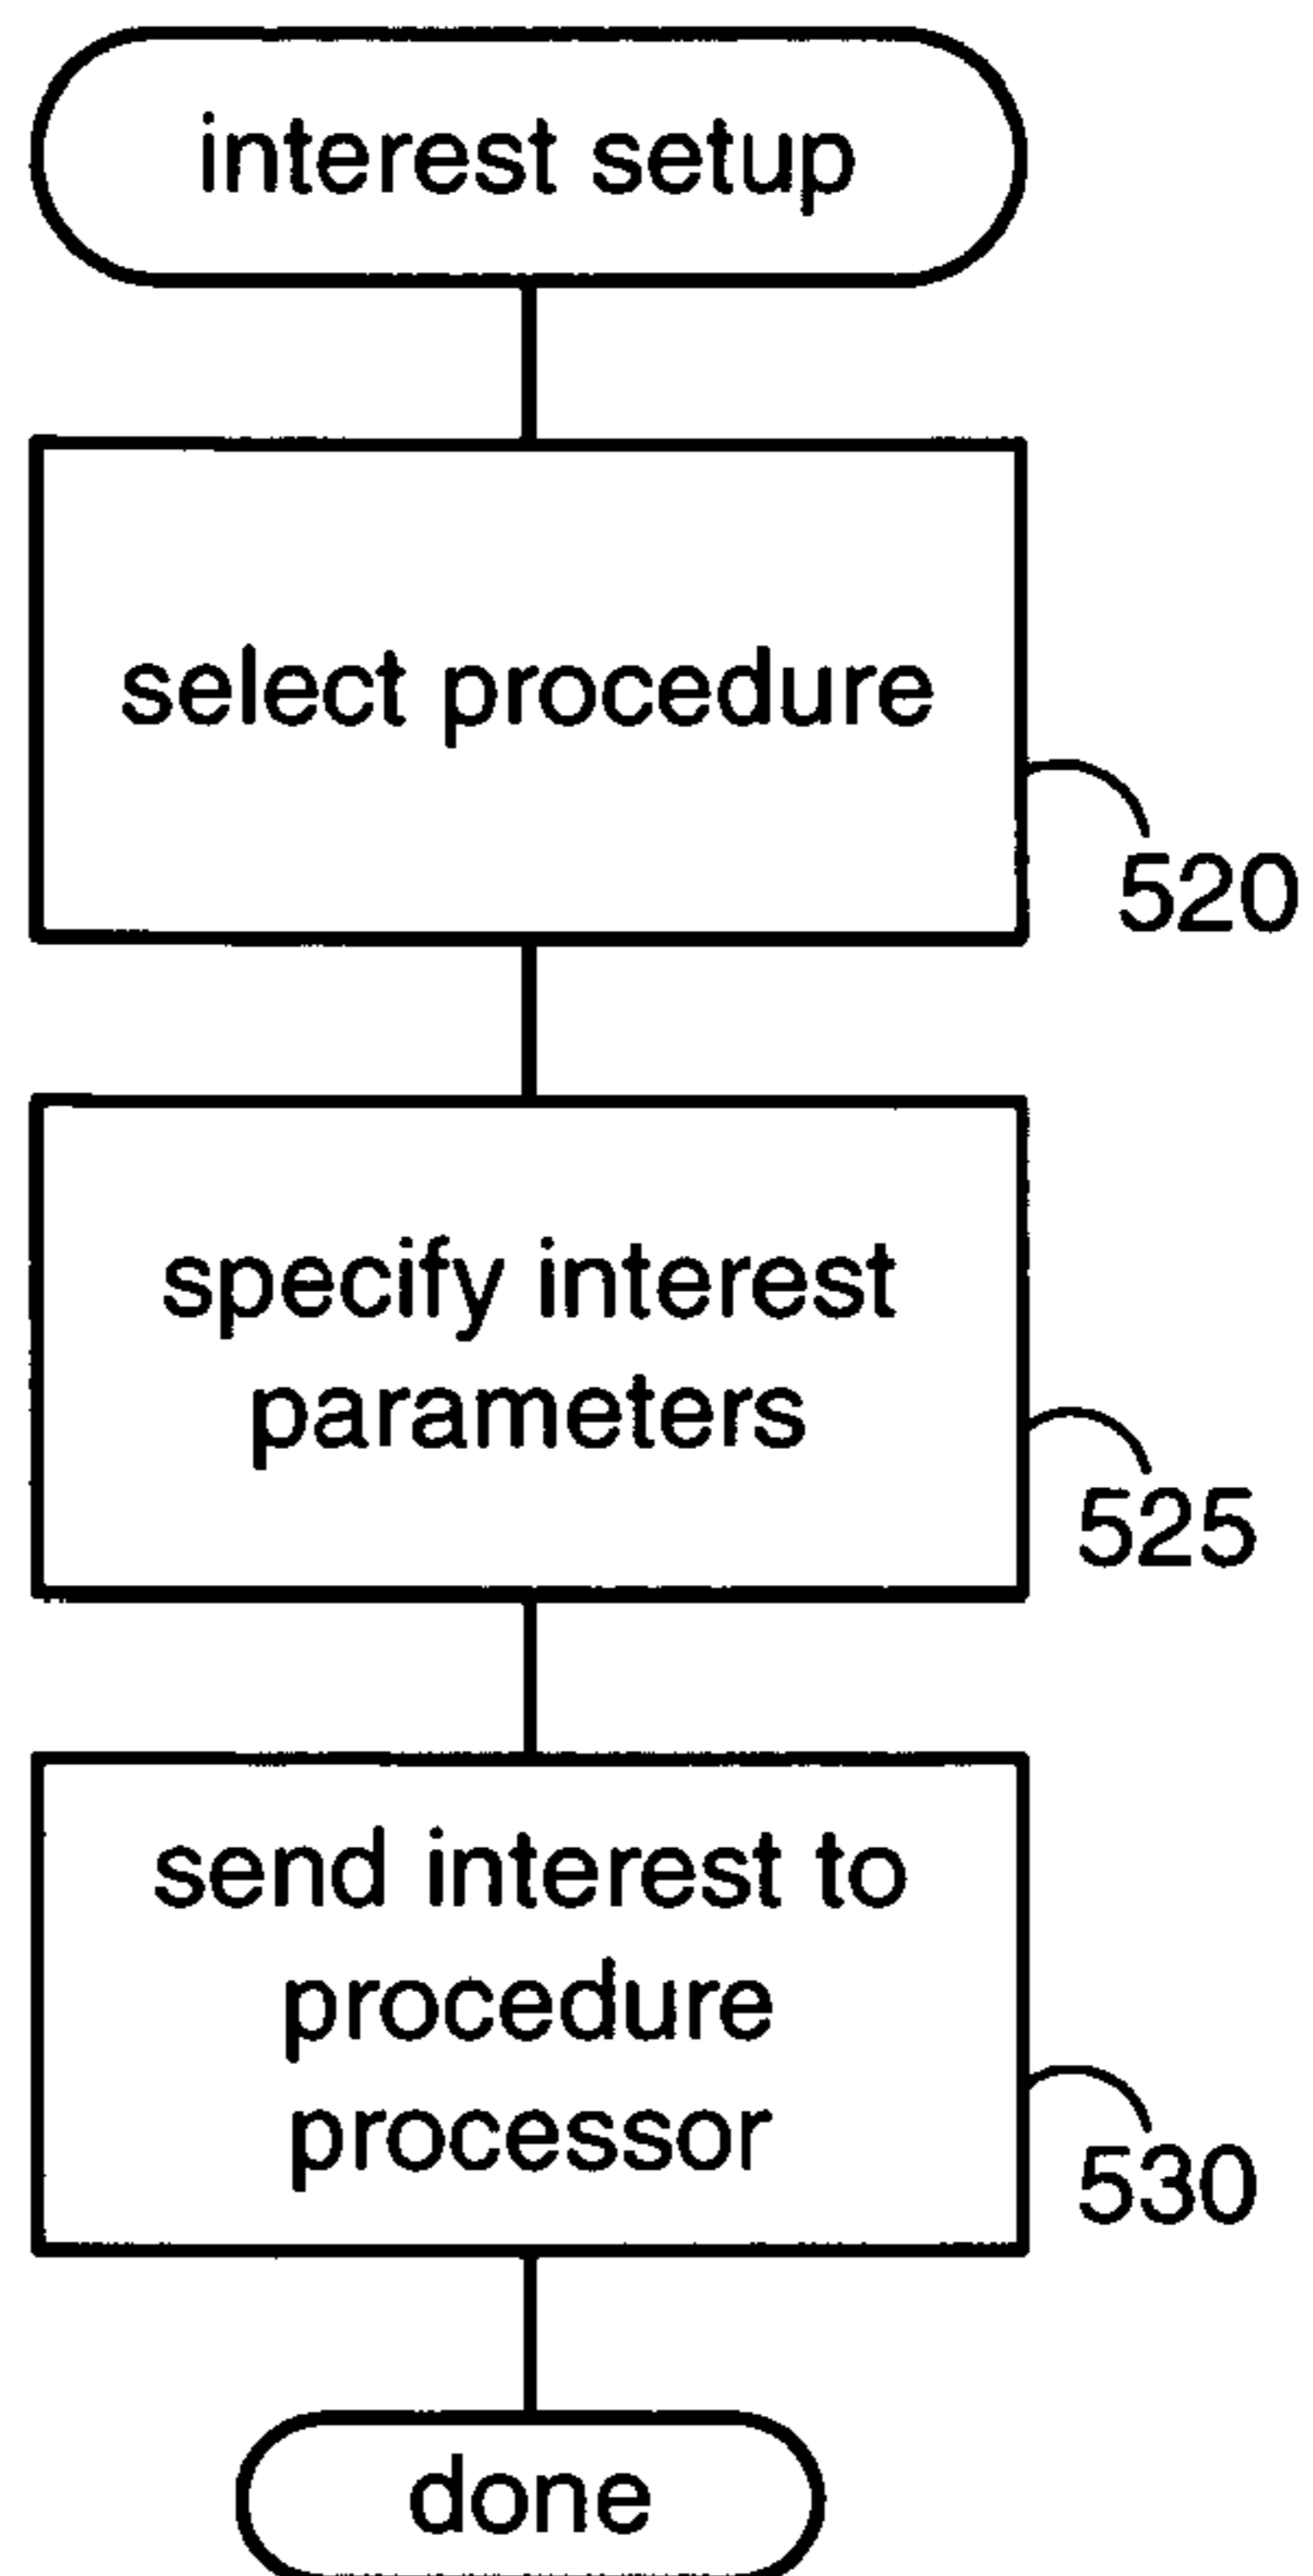 interest setup
select procedure
520
specify interest
parameters
525
send interest to
procedure
processor
530
done